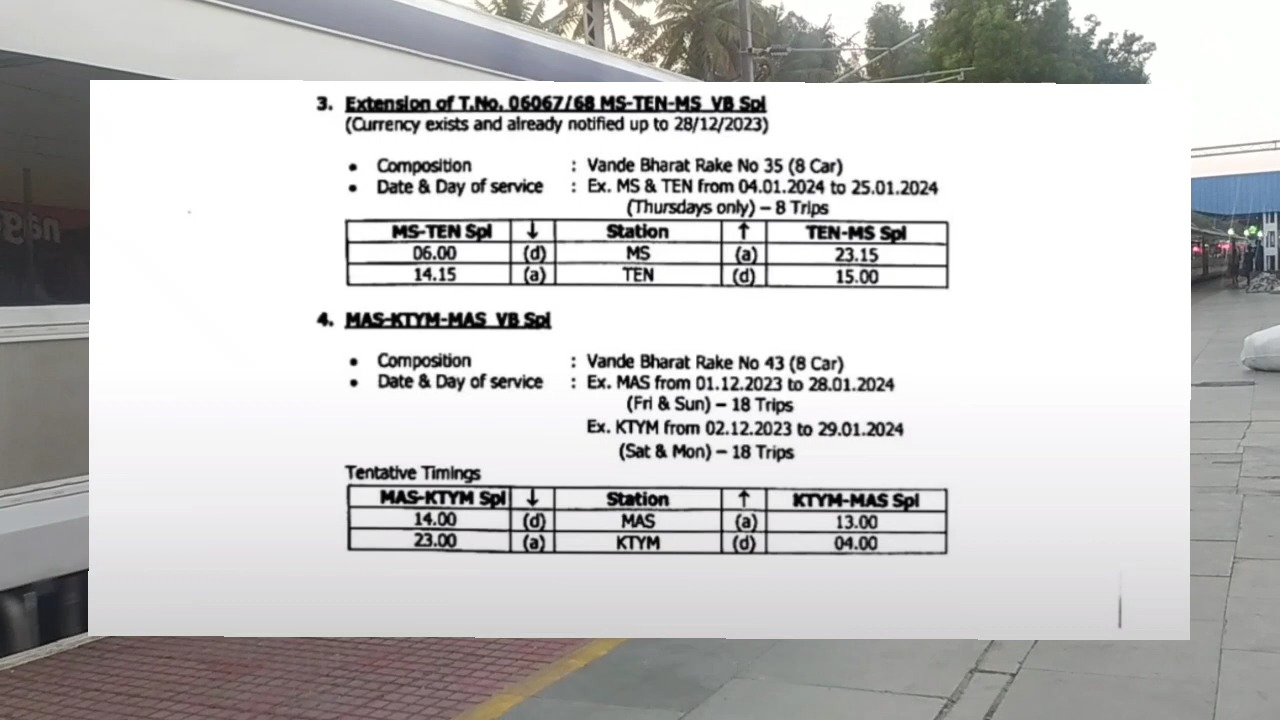 3. Extension of T.No. 06067/68 MS-TEN-MS VB Spl
(Currency exists and already notified up to 28/12/2023)
• Composition : Vande Bharat Rake No 35 (8 Car)
• Date & Day of service : Ex. MS & TEN from 04.01.2024 to 25.01.2024
(Thursdays only) – 8 Trips
MS-TEN Spl ↓ Station ↑ TEN-MS Spl
06.00 (d) MS (a) 23.15
14.15 (a) TEN (d) 15.00
4. MAS-KTYM-MAS VB Spl
• Composition : Vande Bharat Rake No 43 (8 Car)
• Date & Day of service : Ex. MAS from 01.12.2023 to 28.01.2024
(Fri & Sun) – 18 Trips
Ex. KTYM from 02.12.2023 to 29.01.2024
(Sat & Mon) – 18 Trips
Tentative Timings
MAS-KTYM Spl ↓ Station ↑ KTYM-MAS Spl
14.00 (d) MAS (a) 13.00
23.00 (a) KTYM (d) 04.00